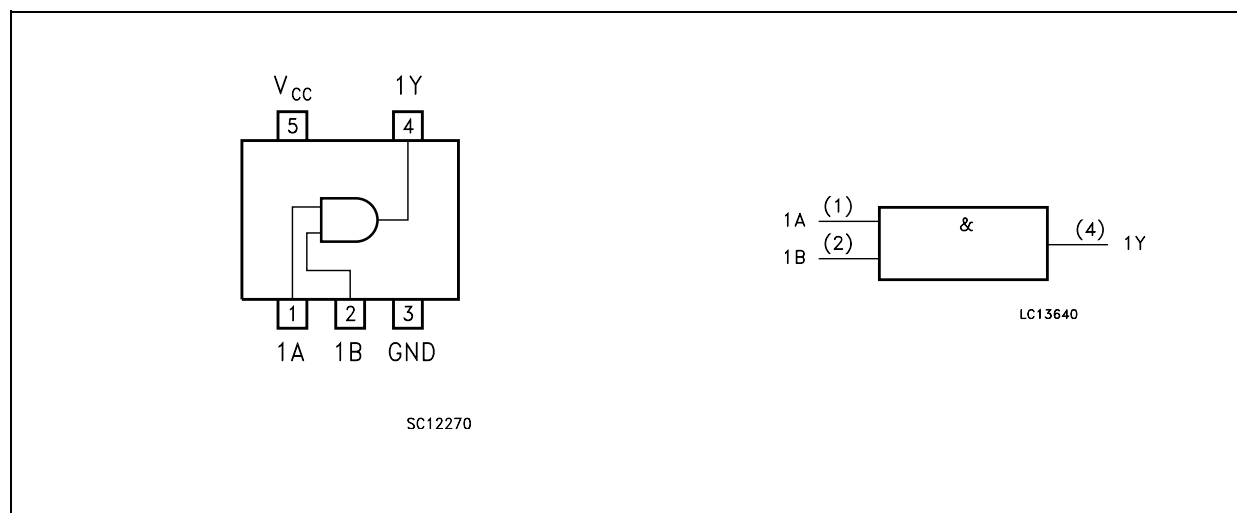 VCC 1Y
5 4
1 2 3
1A 1B GND
SC12270
1A (1)
1B (2)
&
(4) 1Y
LC13640